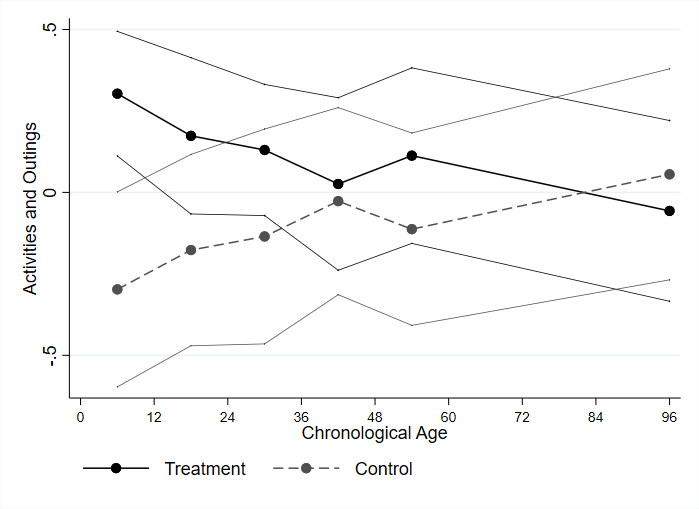 Activities and Outings
.5
0
-.5
0 12 24 36 48 60 72 84 96
Chronological Age
Treatment Control